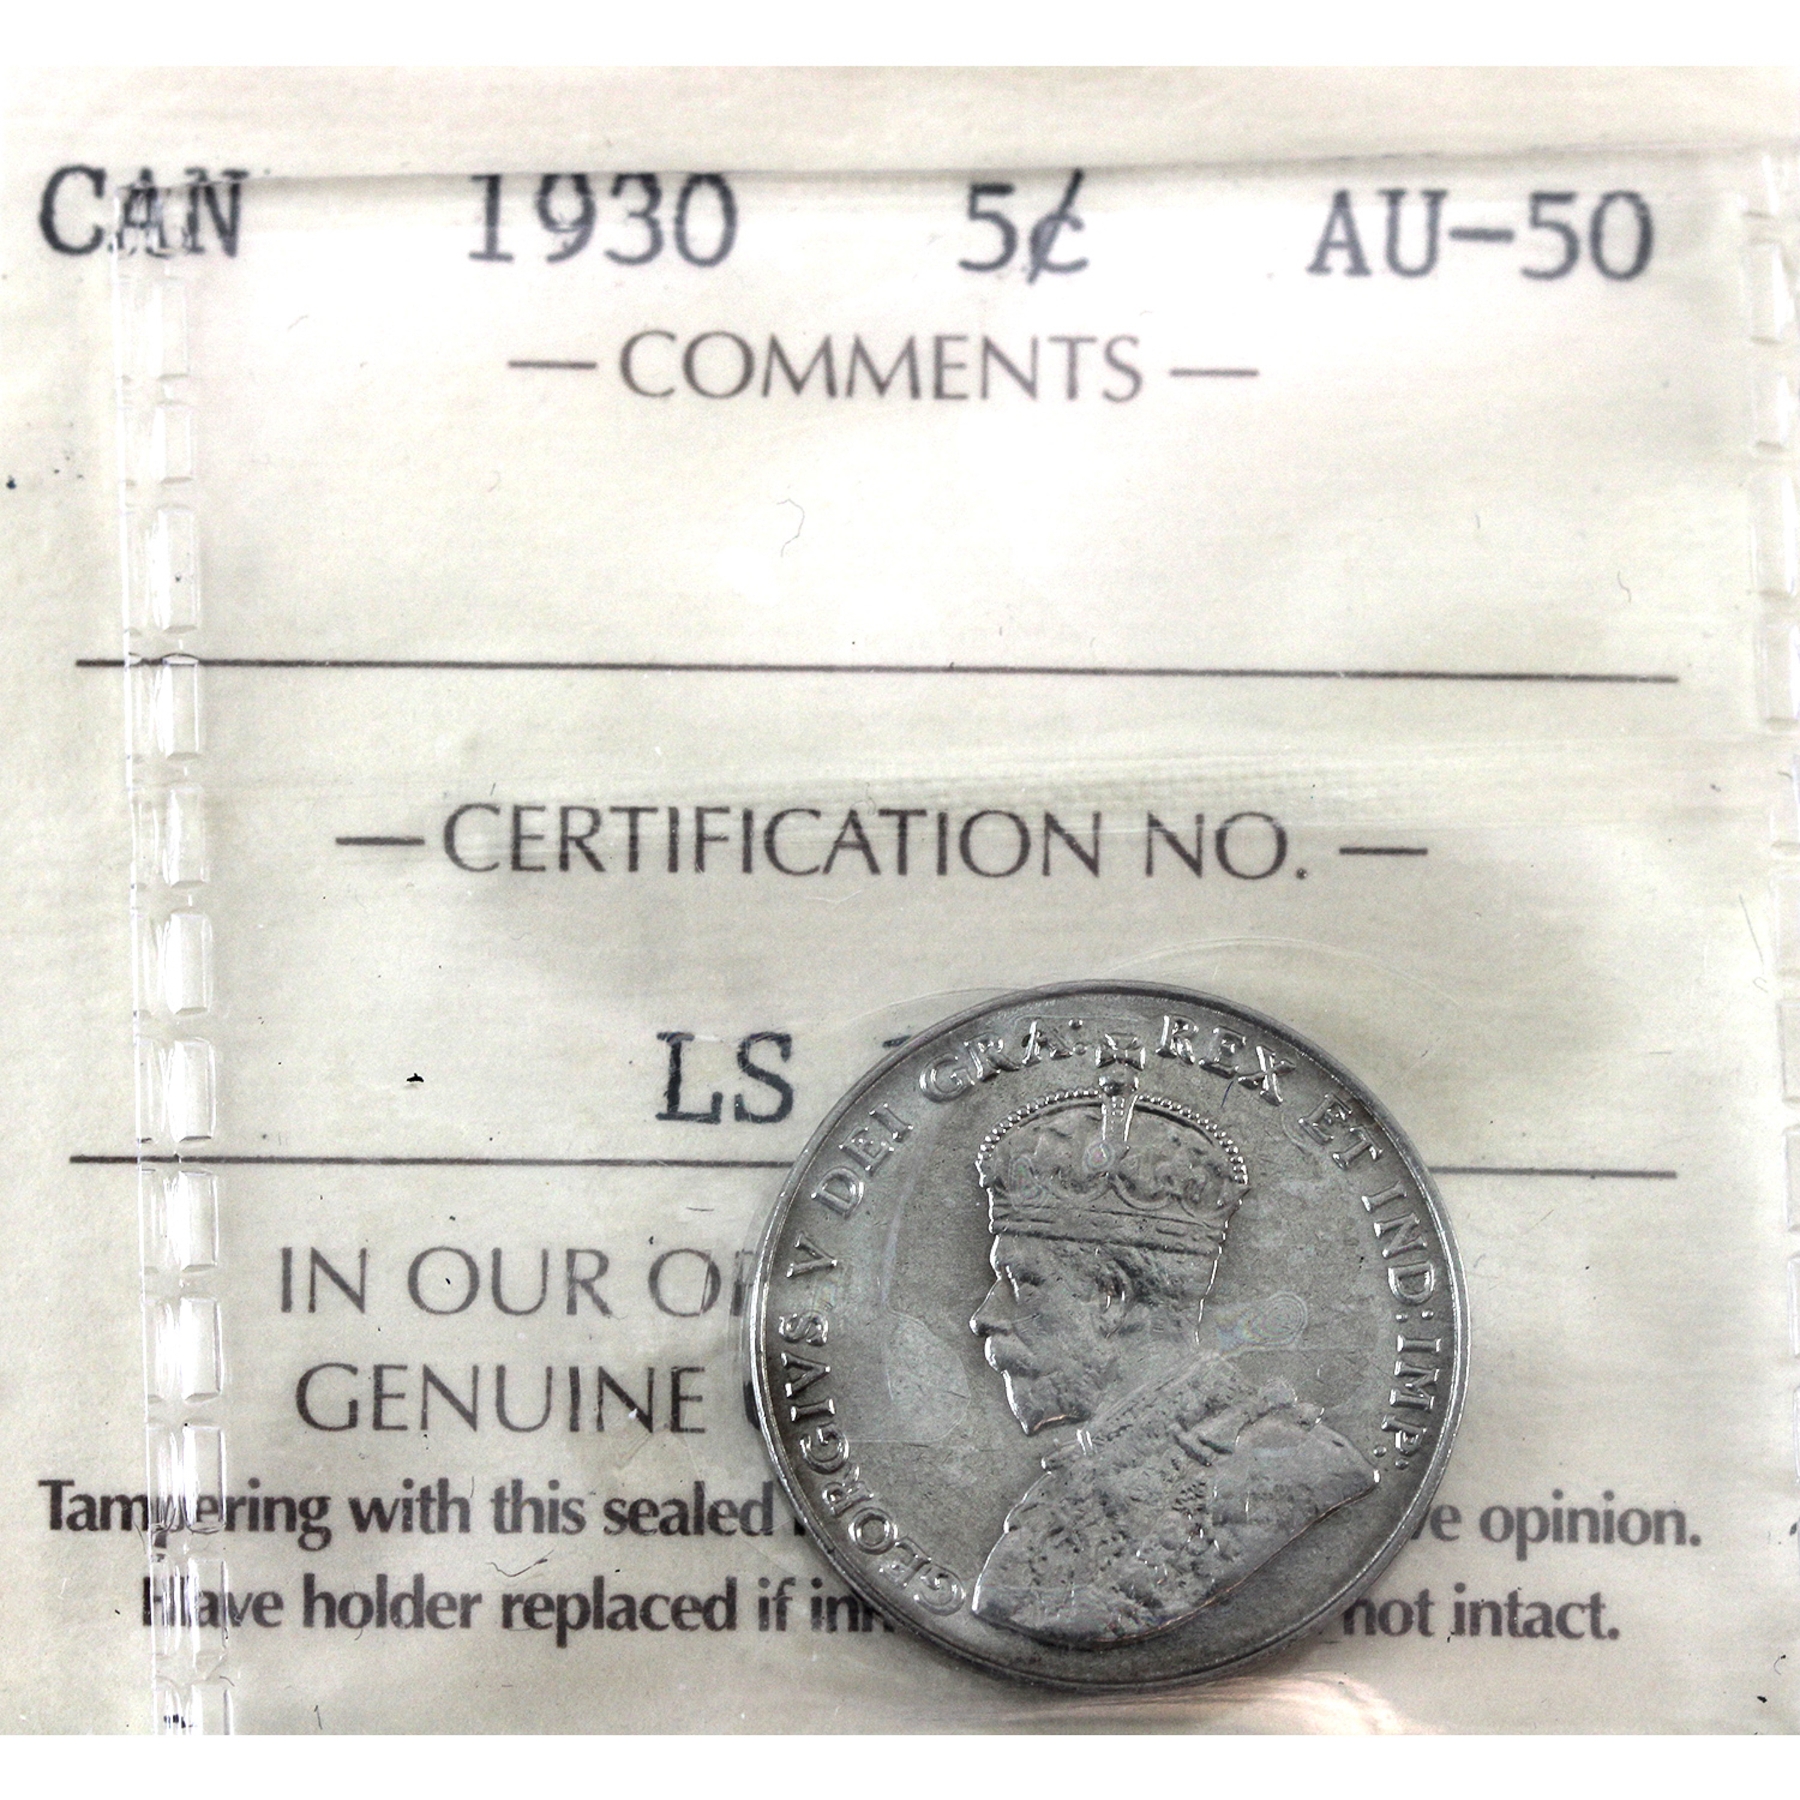 CAN 1930 5¢ AU-50
— COMMENTS —
— CERTIFICATION NO. —
LS
IN OUR
GENUINE
Tampering with this sealed opinion.
Have holder replaced if not intact.
GEORGIVS V DEI GRA: REX ET IND: IMP: